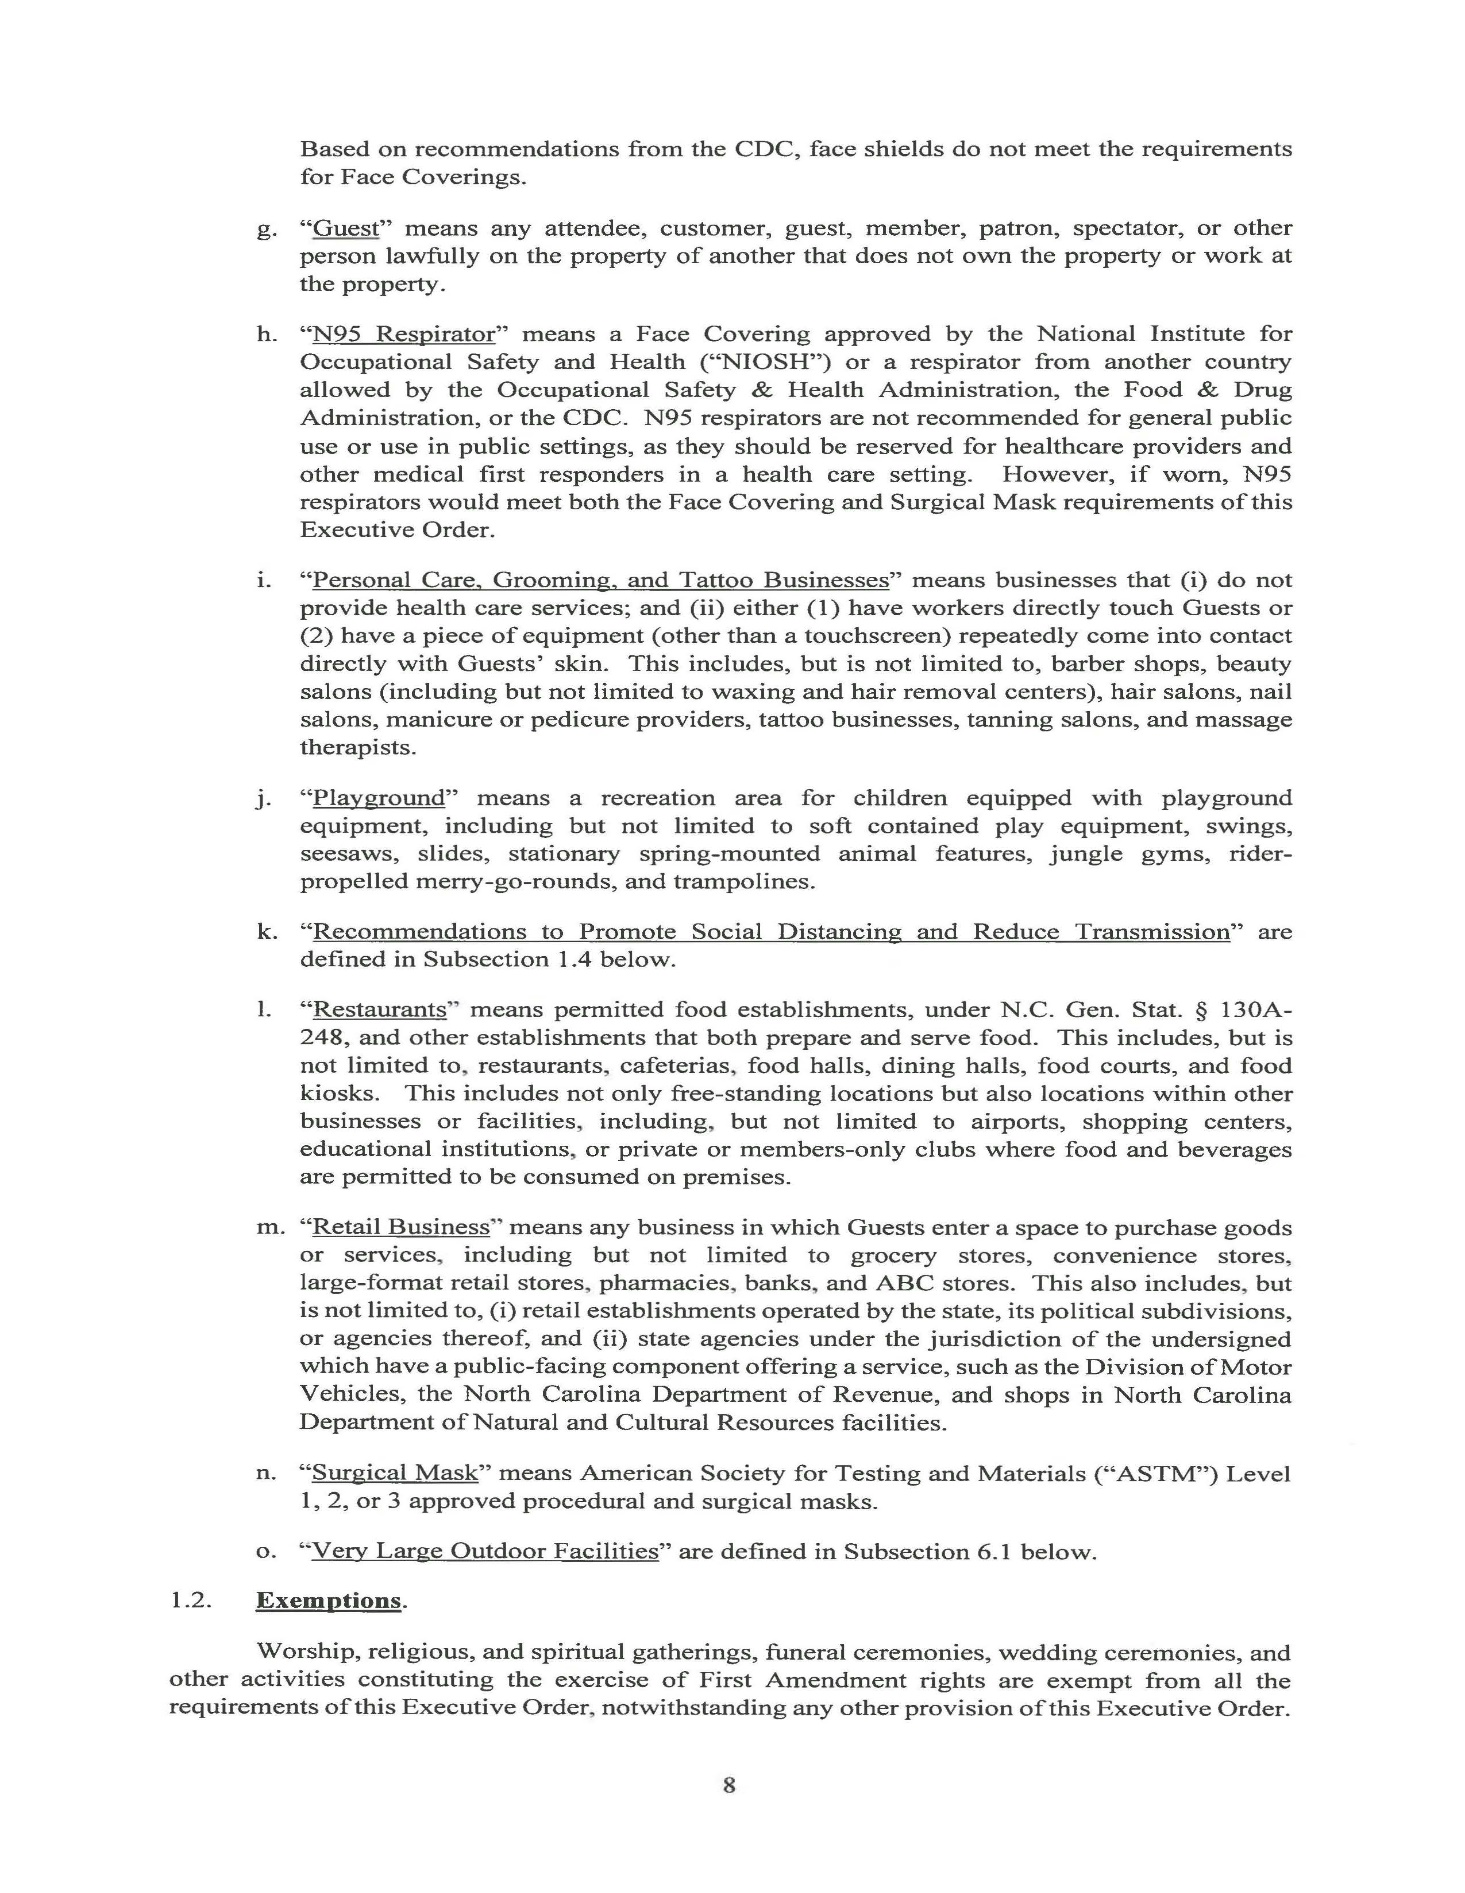 Based on recommendations from the CDC, face shields do not meet the requirements
for Face Coverings.
g. “Guest” means any attendee, customer, guest, member, patron, spectator, or other
person lawfully on the property of another that does not own the property or work at
the property.
h. “N95 Respirator” means a Face Covering approved by the National Institute for
Occupational Safety and Health (“NIOSH”) or a respirator from another country
allowed by the Occupational Safety & Health Administration, the Food & Drug
Administration, or the CDC. N95 respirators are not recommended for general public
use or use in public settings, as they should be reserved for healthcare providers and
other medical first responders in a health care setting. However, if worn, N95
respirators would meet both the Face Covering and Surgical Mask requirements of this
Executive Order.
i. “Personal Care, Grooming, and Tattoo Businesses” means businesses that (i) do not
provide health care services; and (ii) either (1) have workers directly touch Guests or
(2) have a piece of equipment (other than a touchscreen) repeatedly come into contact
directly with Guests’ skin. This includes, but is not limited to, barber shops, beauty
salons (including but not limited to waxing and hair removal centers), hair salons, nail
salons, manicure or pedicure providers, tattoo businesses, tanning salons, and massage
therapists.
j. “Playground” means a recreation area for children equipped with playground
equipment, including but not limited to soft contained play equipment, swings,
seesaws, slides, stationary spring-mounted animal features, jungle gyms, rider-
propelled merry-go-rounds, and trampolines.
k. “Recommendations to Promote Social Distancing and Reduce Transmission” are
defined in Subsection 1.4 below.
l. “Restaurants” means permitted food establishments, under N.C. Gen. Stat. § 130A-
248, and other establishments that both prepare and serve food. This includes, but is
not limited to, restaurants, cafeterias, food halls, dining halls, food courts, and food
kiosks. This includes not only free-standing locations but also locations within other
businesses or facilities, including, but not limited to airports, shopping centers,
educational institutions, or private or members-only clubs where food and beverages
are permitted to be consumed on premises.
m. “Retail Business” means any business in which Guests enter a space to purchase goods
or services, including but not limited to grocery stores, convenience stores,
large-format retail stores, pharmacies, banks, and ABC stores. This also includes, but
is not limited to, (i) retail establishments operated by the state, its political subdivisions,
or agencies thereof, and (ii) state agencies under the jurisdiction of the undersigned
which have a public-facing component offering a service, such as the Division of Motor
Vehicles, the North Carolina Department of Revenue, and shops in North Carolina
Department of Natural and Cultural Resources facilities.
n. “Surgical Mask” means American Society for Testing and Materials (“ASTM”) Level
1, 2, or 3 approved procedural and surgical masks.
o. “Very Large Outdoor Facilities” are defined in Subsection 6.1 below.
1.2. Exemptions.
Worship, religious, and spiritual gatherings, funeral ceremonies, wedding ceremonies, and
other activities constituting the exercise of First Amendment rights are exempt from all the
requirements of this Executive Order, notwithstanding any other provision of this Executive Order.
8